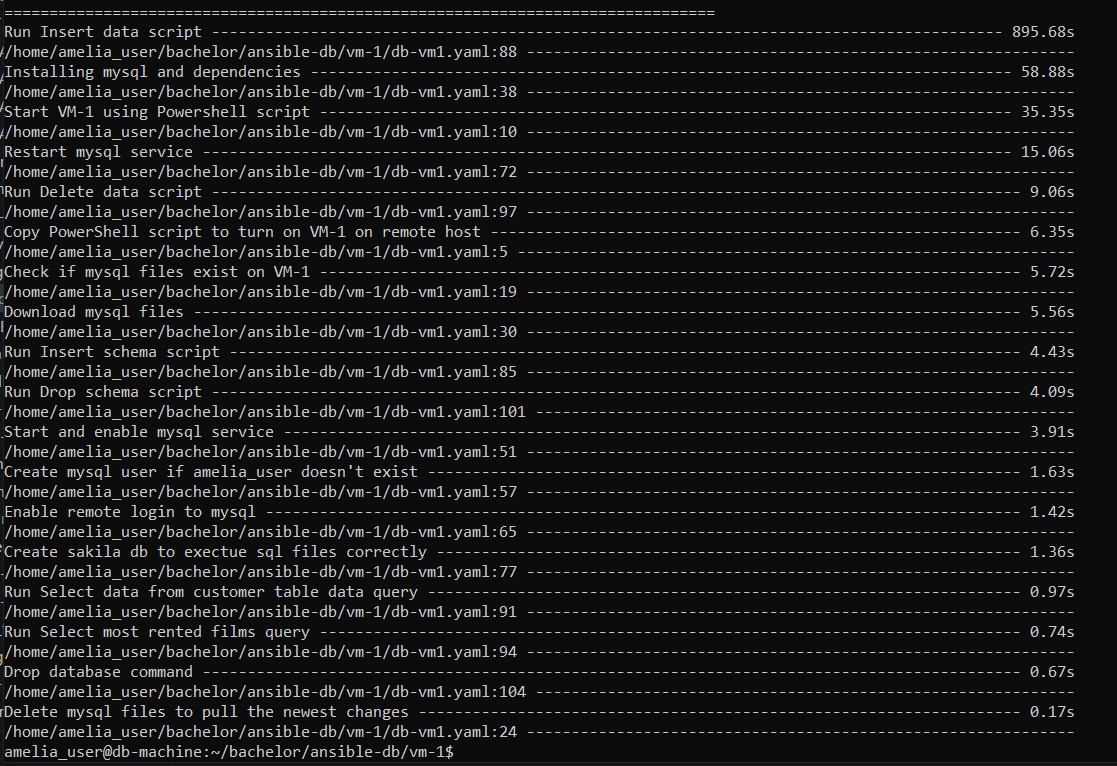 ===============================================================================
Run Insert data script ---------------------------------------------------------------------------------------- 895.68s
/home/amelia_user/bachelor/ansible-db/vm-1/db-vm1.yaml:88 -------------------------------------------------------------
Installing mysql and dependencies ------------------------------------------------------------------------------ 58.88s
/home/amelia_user/bachelor/ansible-db/vm-1/db-vm1.yaml:38 -------------------------------------------------------------
Start VM-1 using Powershell script ----------------------------------------------------------------------------- 35.35s
/home/amelia_user/bachelor/ansible-db/vm-1/db-vm1.yaml:10 -------------------------------------------------------------
Restart mysql service ------------------------------------------------------------------------------------------ 15.06s
/home/amelia_user/bachelor/ansible-db/vm-1/db-vm1.yaml:72 -------------------------------------------------------------
Run Delete data script ------------------------------------------------------------------------------------------ 9.06s
/home/amelia_user/bachelor/ansible-db/vm-1/db-vm1.yaml:97 -------------------------------------------------------------
Copy PowerShell script to turn on VM-1 on remote host ----------------------------------------------------------- 6.35s
/home/amelia_user/bachelor/ansible-db/vm-1/db-vm1.yaml:5 --------------------------------------------------------------
Check if mysql files exist on VM-1 ------------------------------------------------------------------------------ 5.72s
/home/amelia_user/bachelor/ansible-db/vm-1/db-vm1.yaml:19 -------------------------------------------------------------
Download mysql files -------------------------------------------------------------------------------------------- 5.56s
/home/amelia_user/bachelor/ansible-db/vm-1/db-vm1.yaml:30 -------------------------------------------------------------
Run Insert schema script ---------------------------------------------------------------------------------------- 4.43s
/home/amelia_user/bachelor/ansible-db/vm-1/db-vm1.yaml:85 -------------------------------------------------------------
Run Drop schema script ------------------------------------------------------------------------------------------ 4.09s
/home/amelia_user/bachelor/ansible-db/vm-1/db-vm1.yaml:101 ------------------------------------------------------------
Start and enable mysql service ---------------------------------------------------------------------------------- 3.91s
/home/amelia_user/bachelor/ansible-db/vm-1/db-vm1.yaml:51 -------------------------------------------------------------
Create mysql user if amelia_user doesn't exist ------------------------------------------------------------------ 1.63s
/home/amelia_user/bachelor/ansible-db/vm-1/db-vm1.yaml:57 -------------------------------------------------------------
Enable remote login to mysql ------------------------------------------------------------------------------------ 1.42s
/home/amelia_user/bachelor/ansible-db/vm-1/db-vm1.yaml:65 -------------------------------------------------------------
Create sakila db to exectue sql files correctly ----------------------------------------------------------------- 1.36s
/home/amelia_user/bachelor/ansible-db/vm-1/db-vm1.yaml:77 -------------------------------------------------------------
Run Select data from customer table data query ------------------------------------------------------------------ 0.97s
/home/amelia_user/bachelor/ansible-db/vm-1/db-vm1.yaml:91 -------------------------------------------------------------
Run Select most rented films query ------------------------------------------------------------------------------ 0.74s
/home/amelia_user/bachelor/ansible-db/vm-1/db-vm1.yaml:94 -------------------------------------------------------------
Drop database command ------------------------------------------------------------------------------------------- 0.67s
/home/amelia_user/bachelor/ansible-db/vm-1/db-vm1.yaml:104 ------------------------------------------------------------
Delete mysql files to pull the newest changes ------------------------------------------------------------------- 0.17s
/home/amelia_user/bachelor/ansible-db/vm-1/db-vm1.yaml:24 -------------------------------------------------------------
amelia_user@db-machine:~/bachelor/ansible-db/vm-1$